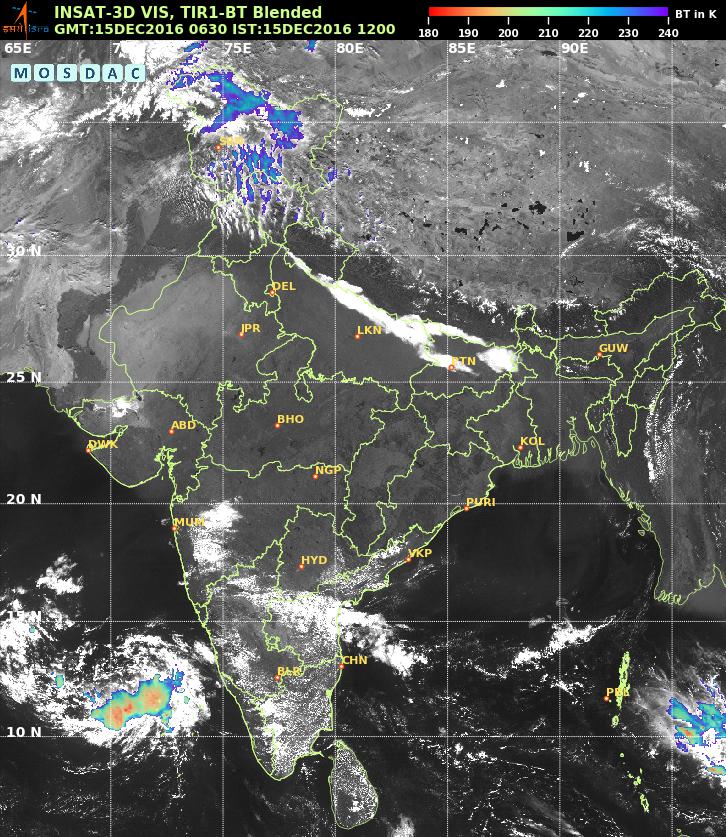 INSAT-3D VIS, TIR1-BT Blended
GMT:15DEC2016 0630 IST:15DEC2016 1200
BT in K
180 190 200 210 220 230 240
65E 75E 80E 85E 90E
MOSDAC
30 N
DEL
JPR
LKN
GUW
PTN
25 N
ABD
BHO
DWK
KOL
NGP
20 N
PURI
MUM
VKP
HYD
CHN
BLR
10 N